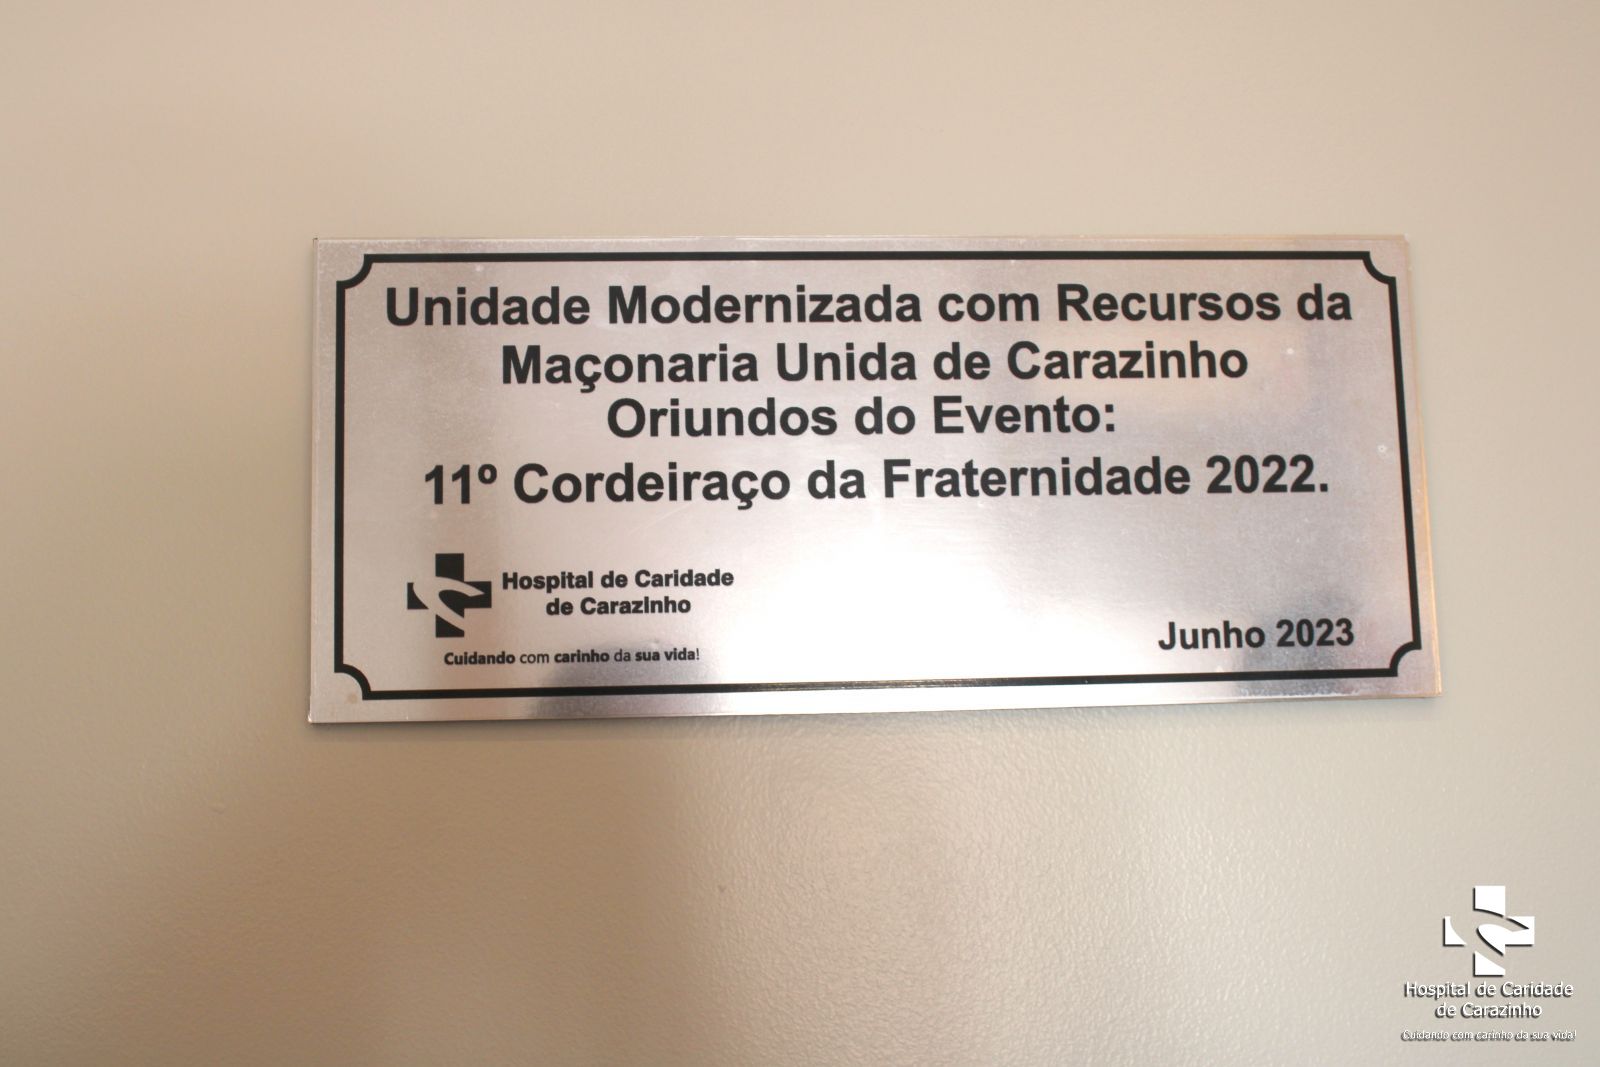 Unidade Modernizada com Recursos da
Maçonaria Unida de Carazinho
Oriundos do Evento:
11º Cordeiraço da Fraternidade 2022.
Hospital de Caridade
de Carazinho
Cuidando com carinho da sua vida!
Junho 2023
Hospital de Caridade
de Carazinho
Cuidando com carinho da sua vida!